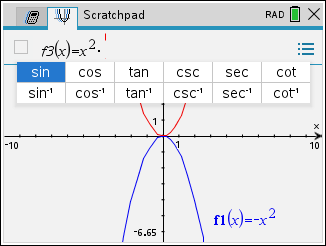 Scratchpad RAD
f3(x)=x²·
sin cos tan csc sec cot
sin⁻¹ cos⁻¹ tan⁻¹ csc⁻¹ sec⁻¹ cot⁻¹
1 x
-10 1 10
f1(x)=-x²
-6.65